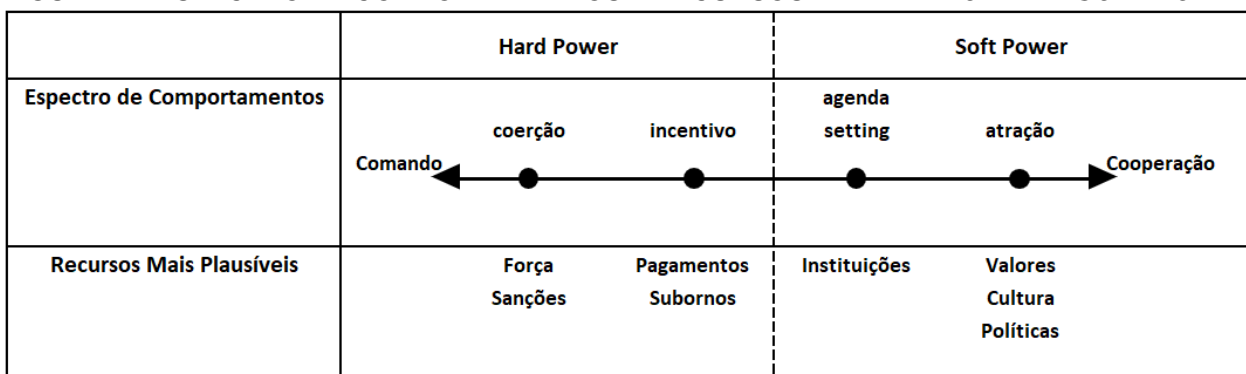 Hard Power
Soft Power
Espectro de Comportamentos
agenda
coerção
incentivo
setting
atração
Comando
Cooperação
Recursos Mais Plausíveis
Força
Pagamentos
Instituições
Valores
Sanções
Subornos
Cultura
Políticas